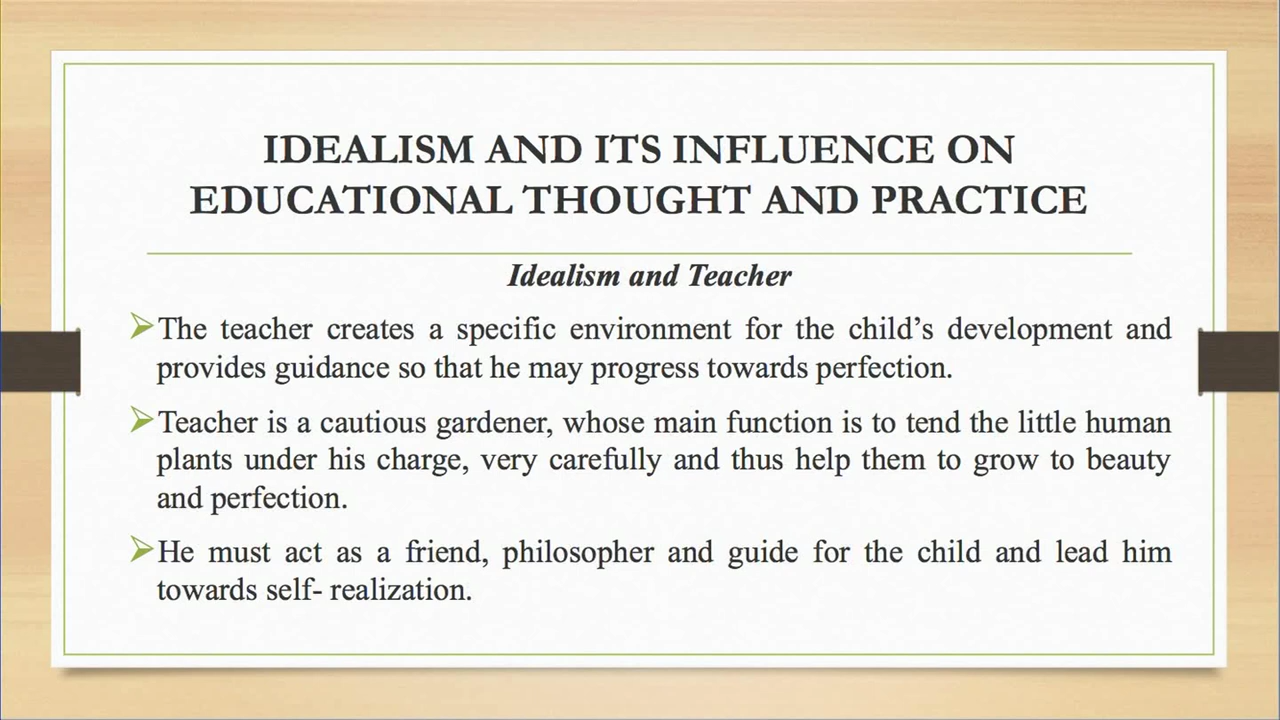 IDEALISM AND ITS INFLUENCE ON
EDUCATIONAL THOUGHT AND PRACTICE
Idealism and Teacher
The teacher creates a specific environment for the child’s development and
provides guidance so that he may progress towards perfection.
Teacher is a cautious gardener, whose main function is to tend the little human
plants under his charge, very carefully and thus help them to grow to beauty
and perfection.
He must act as a friend, philosopher and guide for the child and lead him
towards self- realization.